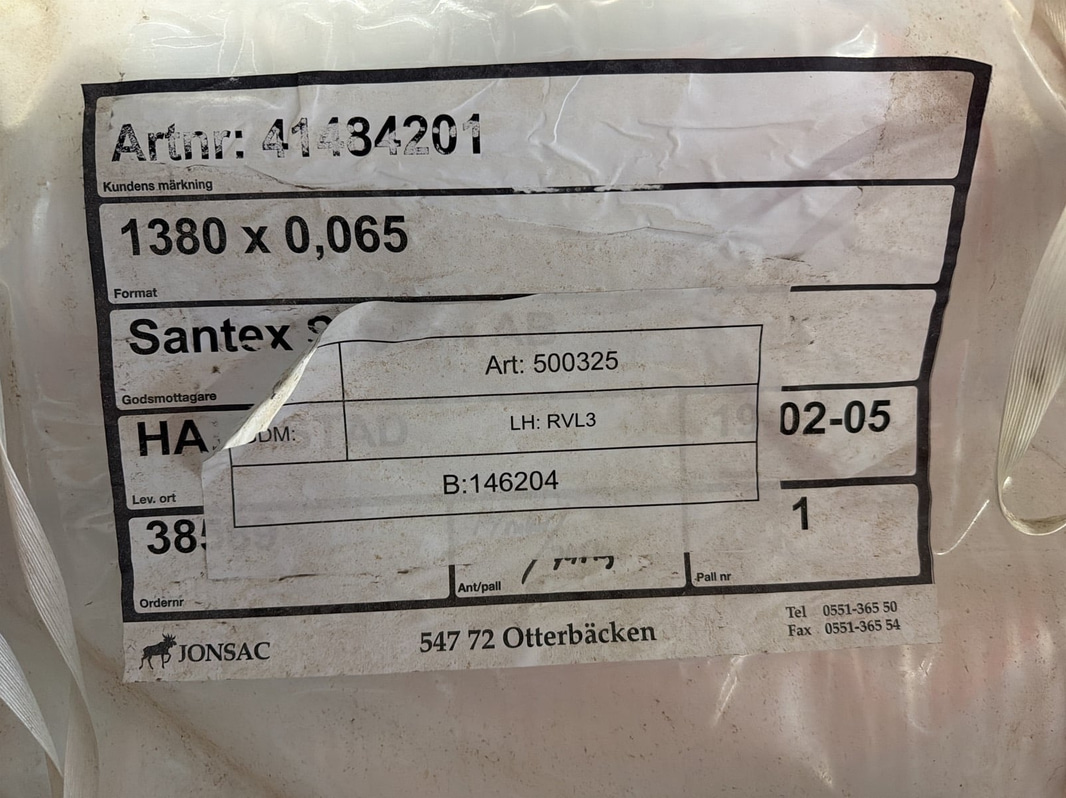 Artnr: 41484201
Kundens märkning
1380 x 0,065
Format
Santex
Godsmottagare
Art: 500325
LH: RVL3
02-05
B:146204
Lev. ort
1
Ordernr
Ant/pall
Pall nr
JONSAC
547 72 Otterbäcken
Tel 0551-365 50
Fax 0551-365 54